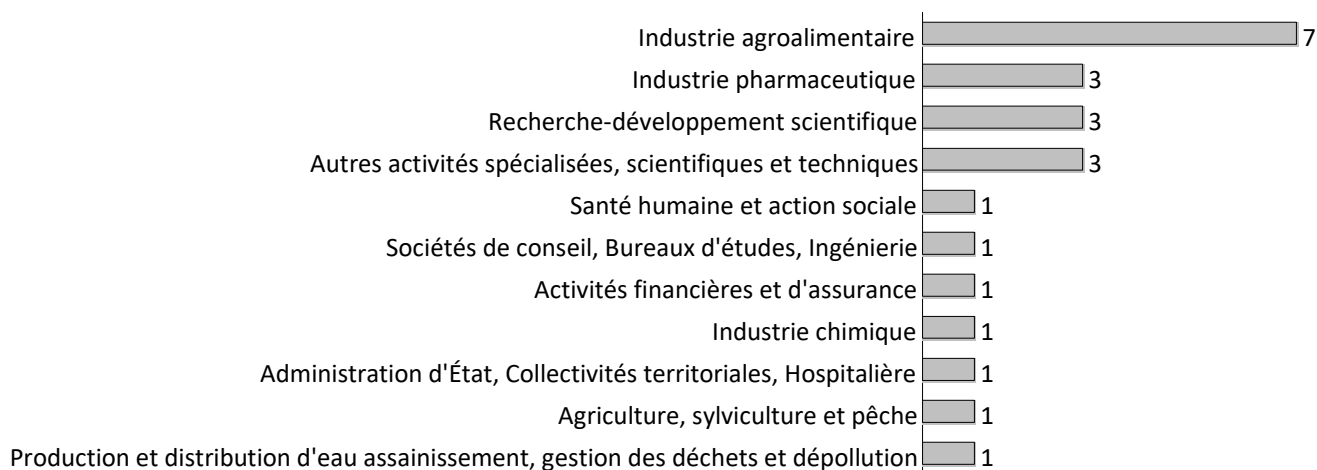 Industrie agroalimentaire 7
Industrie pharmaceutique 3
Recherche-développement scientifique 3
Autres activités spécialisées, scientifiques et techniques 3
Santé humaine et action sociale 1
Sociétés de conseil, Bureaux d'études, Ingénierie 1
Activités financières et d'assurance 1
Industrie chimique 1
Administration d'État, Collectivités territoriales, Hospitalière 1
Agriculture, sylviculture et pêche 1
Production et distribution d'eau assainissement, gestion des déchets et dépollution 1